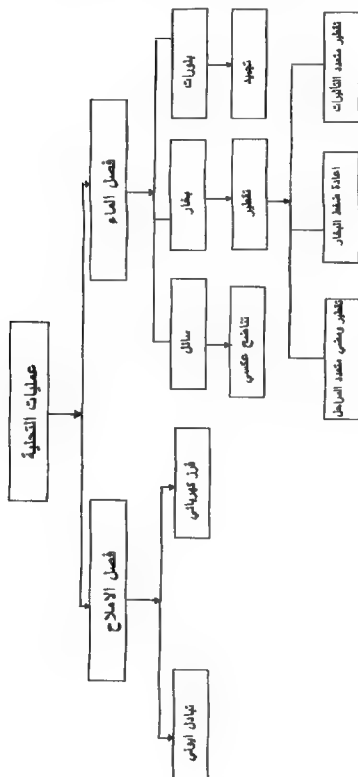 عمليات التحلية
فصل الماء
فصل الاملاح
بلورات
بخار
سائل
فرز كهربائي
تبادل ايوني
تجميد
تقطير
تناضح عكسي
تقطير متعدد التأثيرات
اعادة ضغط البخار
تقطير ومضي متعدد المراحل